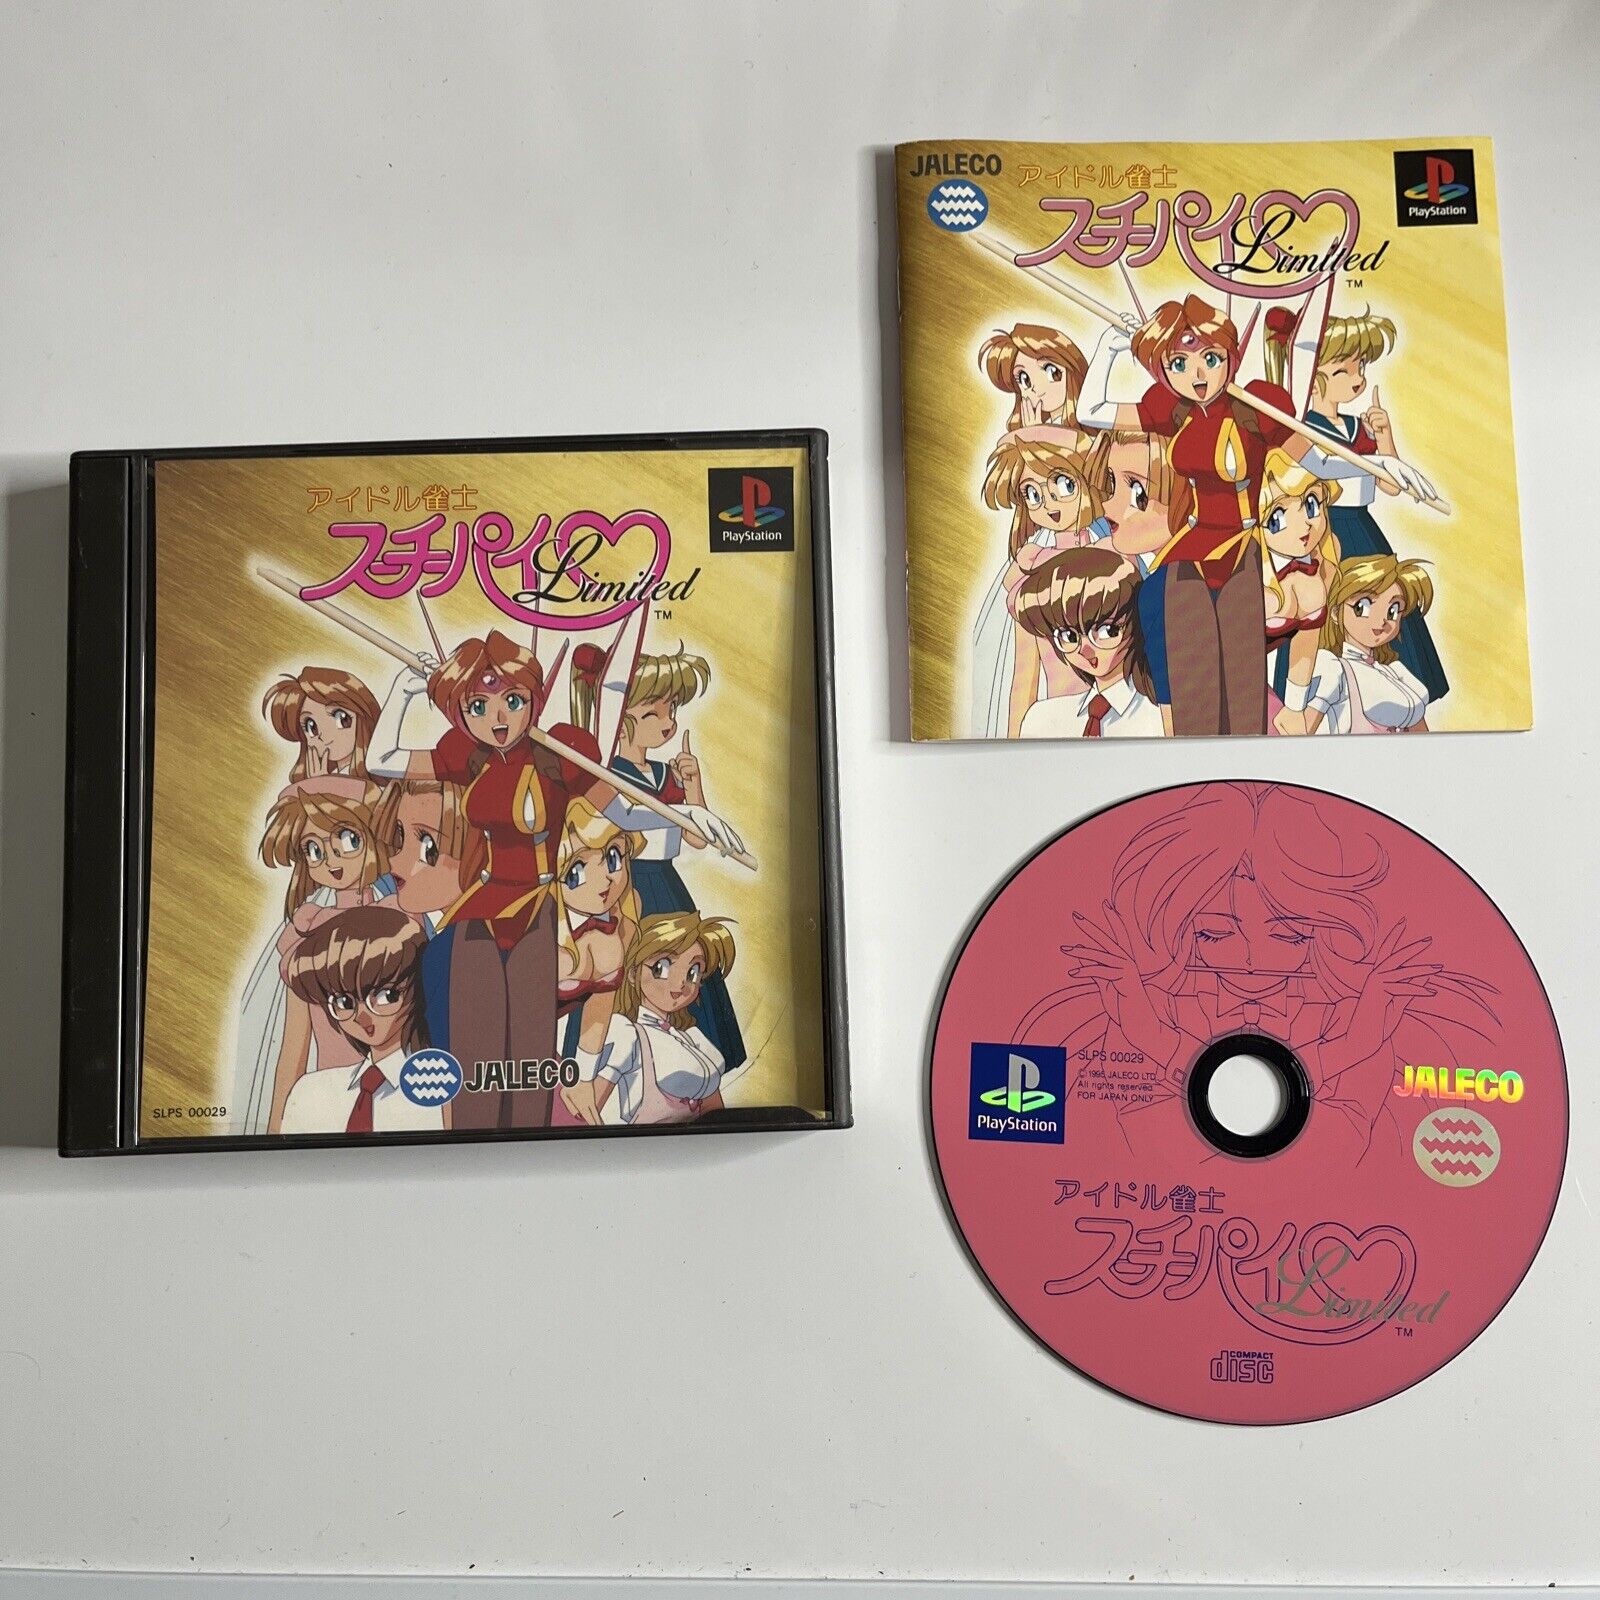 アイドル雀士
スーチーパイ
Limited
TM
PlayStation
JALECO
SLPS 00029
JALECO
アイドル雀士
スーチーパイ
Limited
TM
PlayStation
PlayStation
SLPS 00029
© 1995 JALECO LTD.
All rights reserved.
FOR JAPAN ONLY
JALECO
アイドル雀士
スーチーパイ
Limited
TM
COMPACT
disc